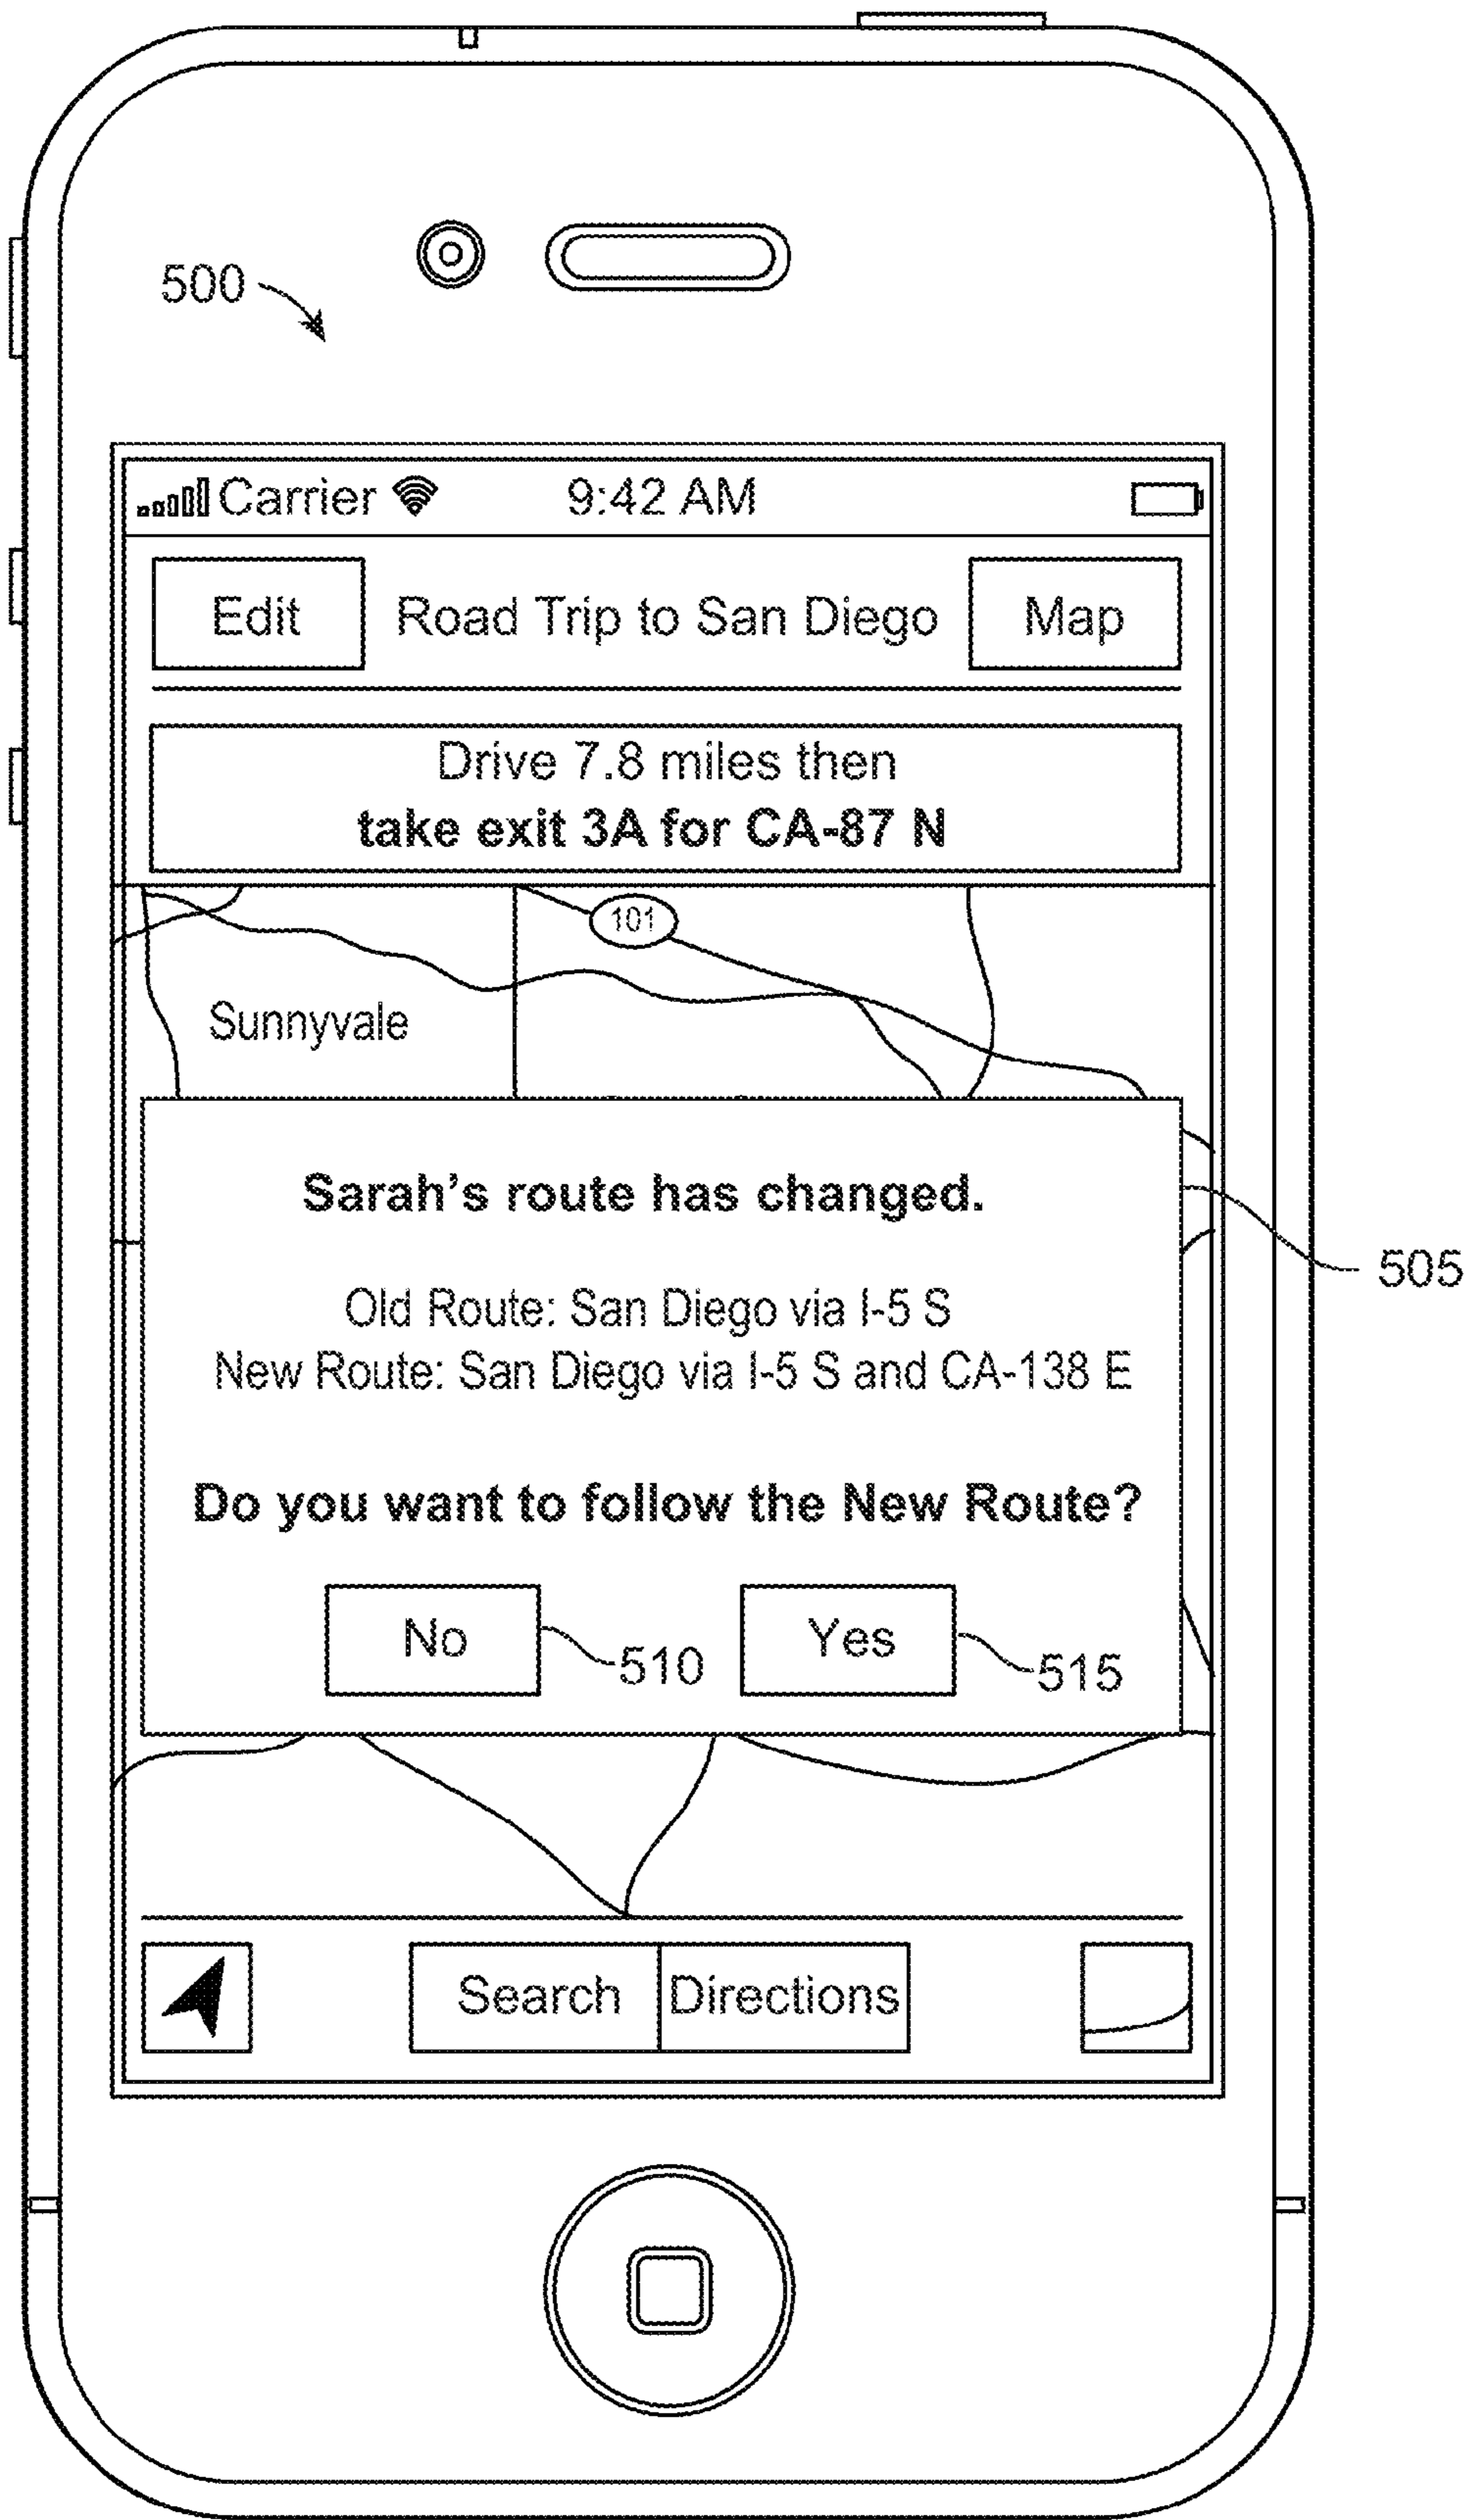 500
Carrier 9:42 AM
Edit Road Trip to San Diego Map
Drive 7.8 miles then
take exit 3A for CA-87 N
101
Sunnyvale
Sarah's route has changed.
505
Old Route: San Diego via I-5 S
New Route: San Diego via I-5 S and CA-138 E
Do you want to follow the New Route?
No 510 Yes 515
Search Directions